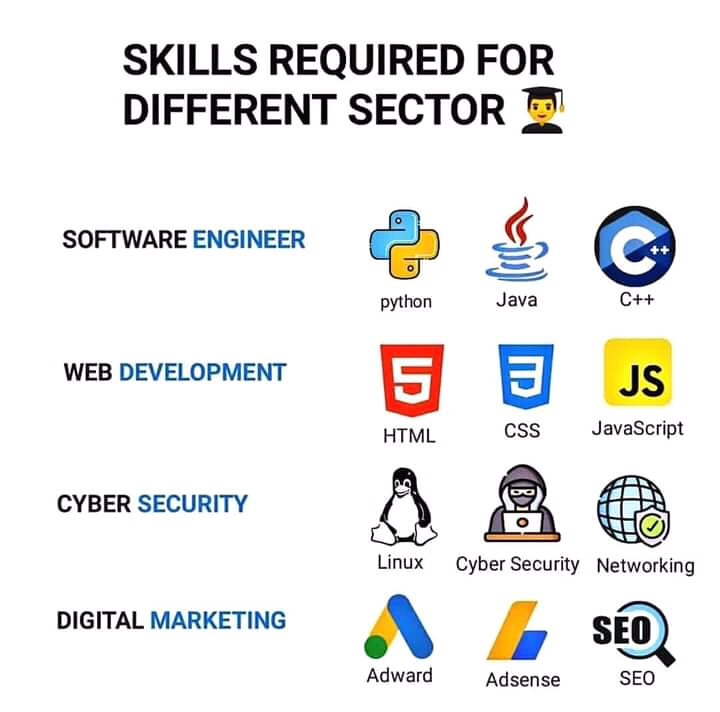 SKILLS REQUIRED FOR
DIFFERENT SECTOR
SOFTWARE ENGINEER
python
Java
C++
C++
WEB DEVELOPMENT
5
3
JS
HTML
CSS
JavaScript
CYBER SECURITY
Linux
Cyber Security
Networking
DIGITAL MARKETING
SEO
Adward
Adsense
SEO